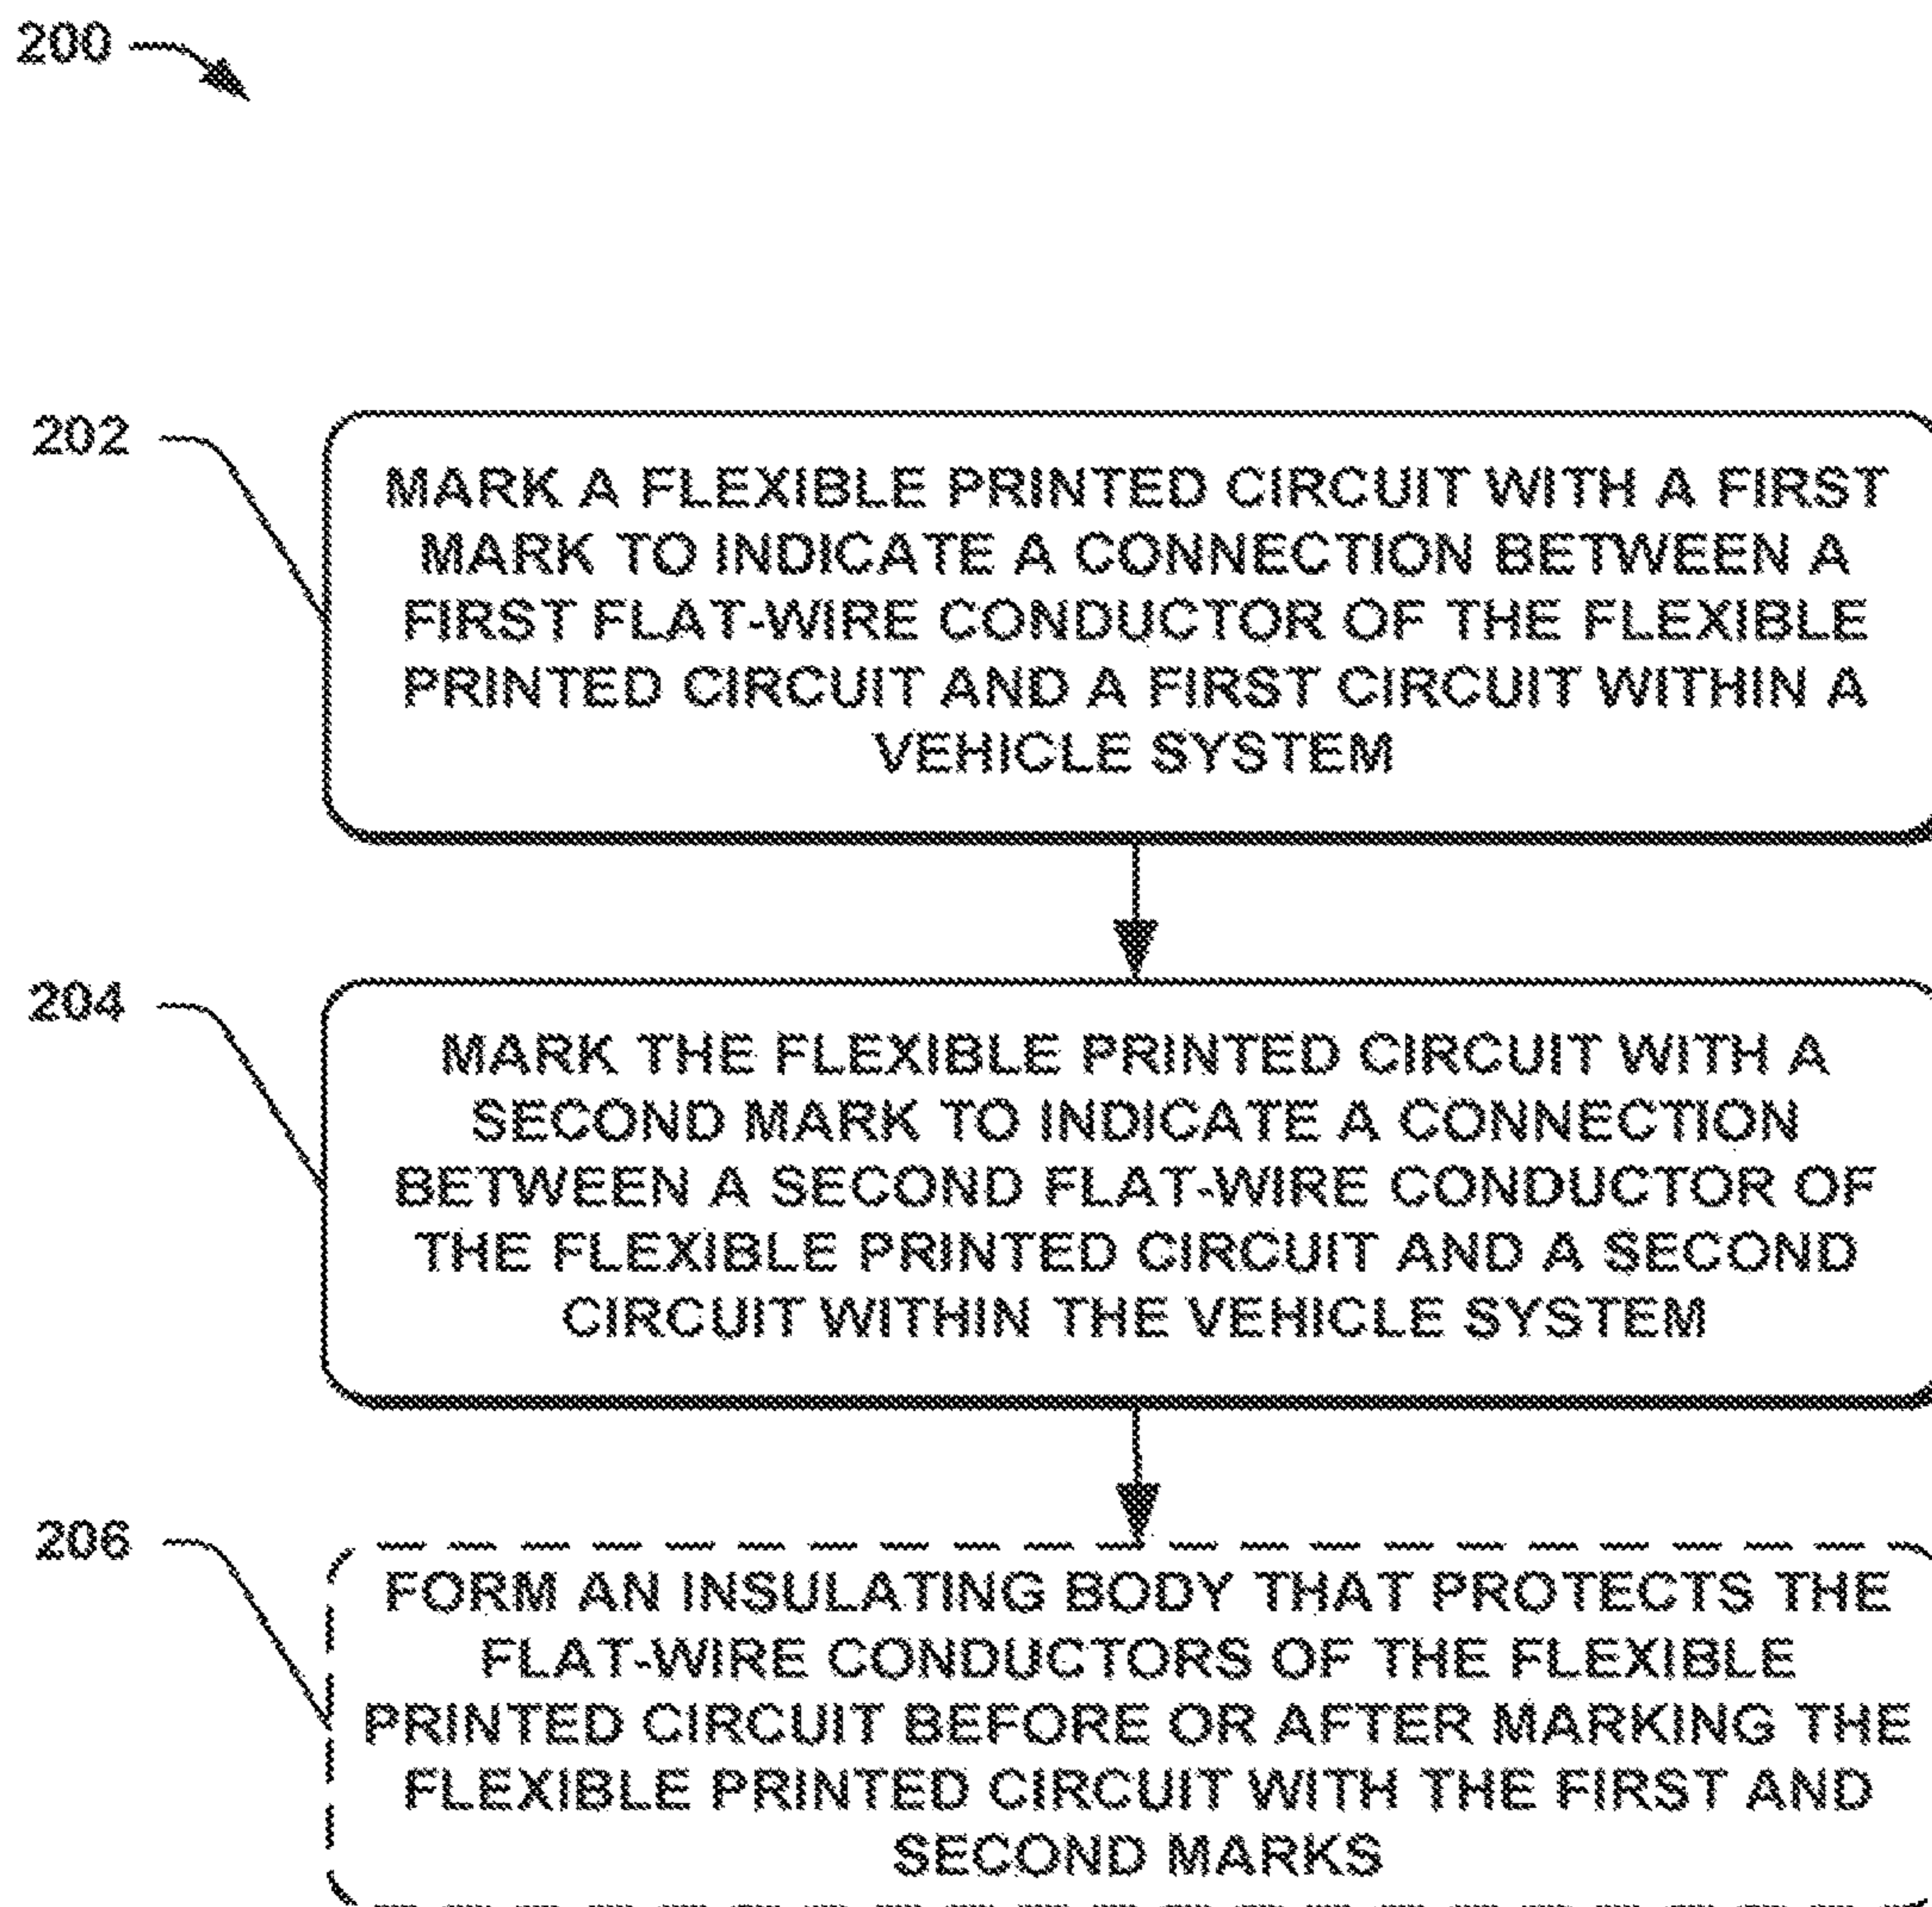 200
202
MARK A FLEXIBLE PRINTED CIRCUIT WITH A FIRST
MARK TO INDICATE A CONNECTION BETWEEN A
FIRST FLAT-WIRE CONDUCTOR OF THE FLEXIBLE
PRINTED CIRCUIT AND A FIRST CIRCUIT WITHIN A
VEHICLE SYSTEM
204
MARK THE FLEXIBLE PRINTED CIRCUIT WITH A
SECOND MARK TO INDICATE A CONNECTION
BETWEEN A SECOND FLAT-WIRE CONDUCTOR OF
THE FLEXIBLE PRINTED CIRCUIT AND A SECOND
CIRCUIT WITHIN THE VEHICLE SYSTEM
206
FORM AN INSULATING BODY THAT PROTECTS THE
FLAT-WIRE CONDUCTORS OF THE FLEXIBLE
PRINTED CIRCUIT BEFORE OR AFTER MARKING THE
FLEXIBLE PRINTED CIRCUIT WITH THE FIRST AND
SECOND MARKS